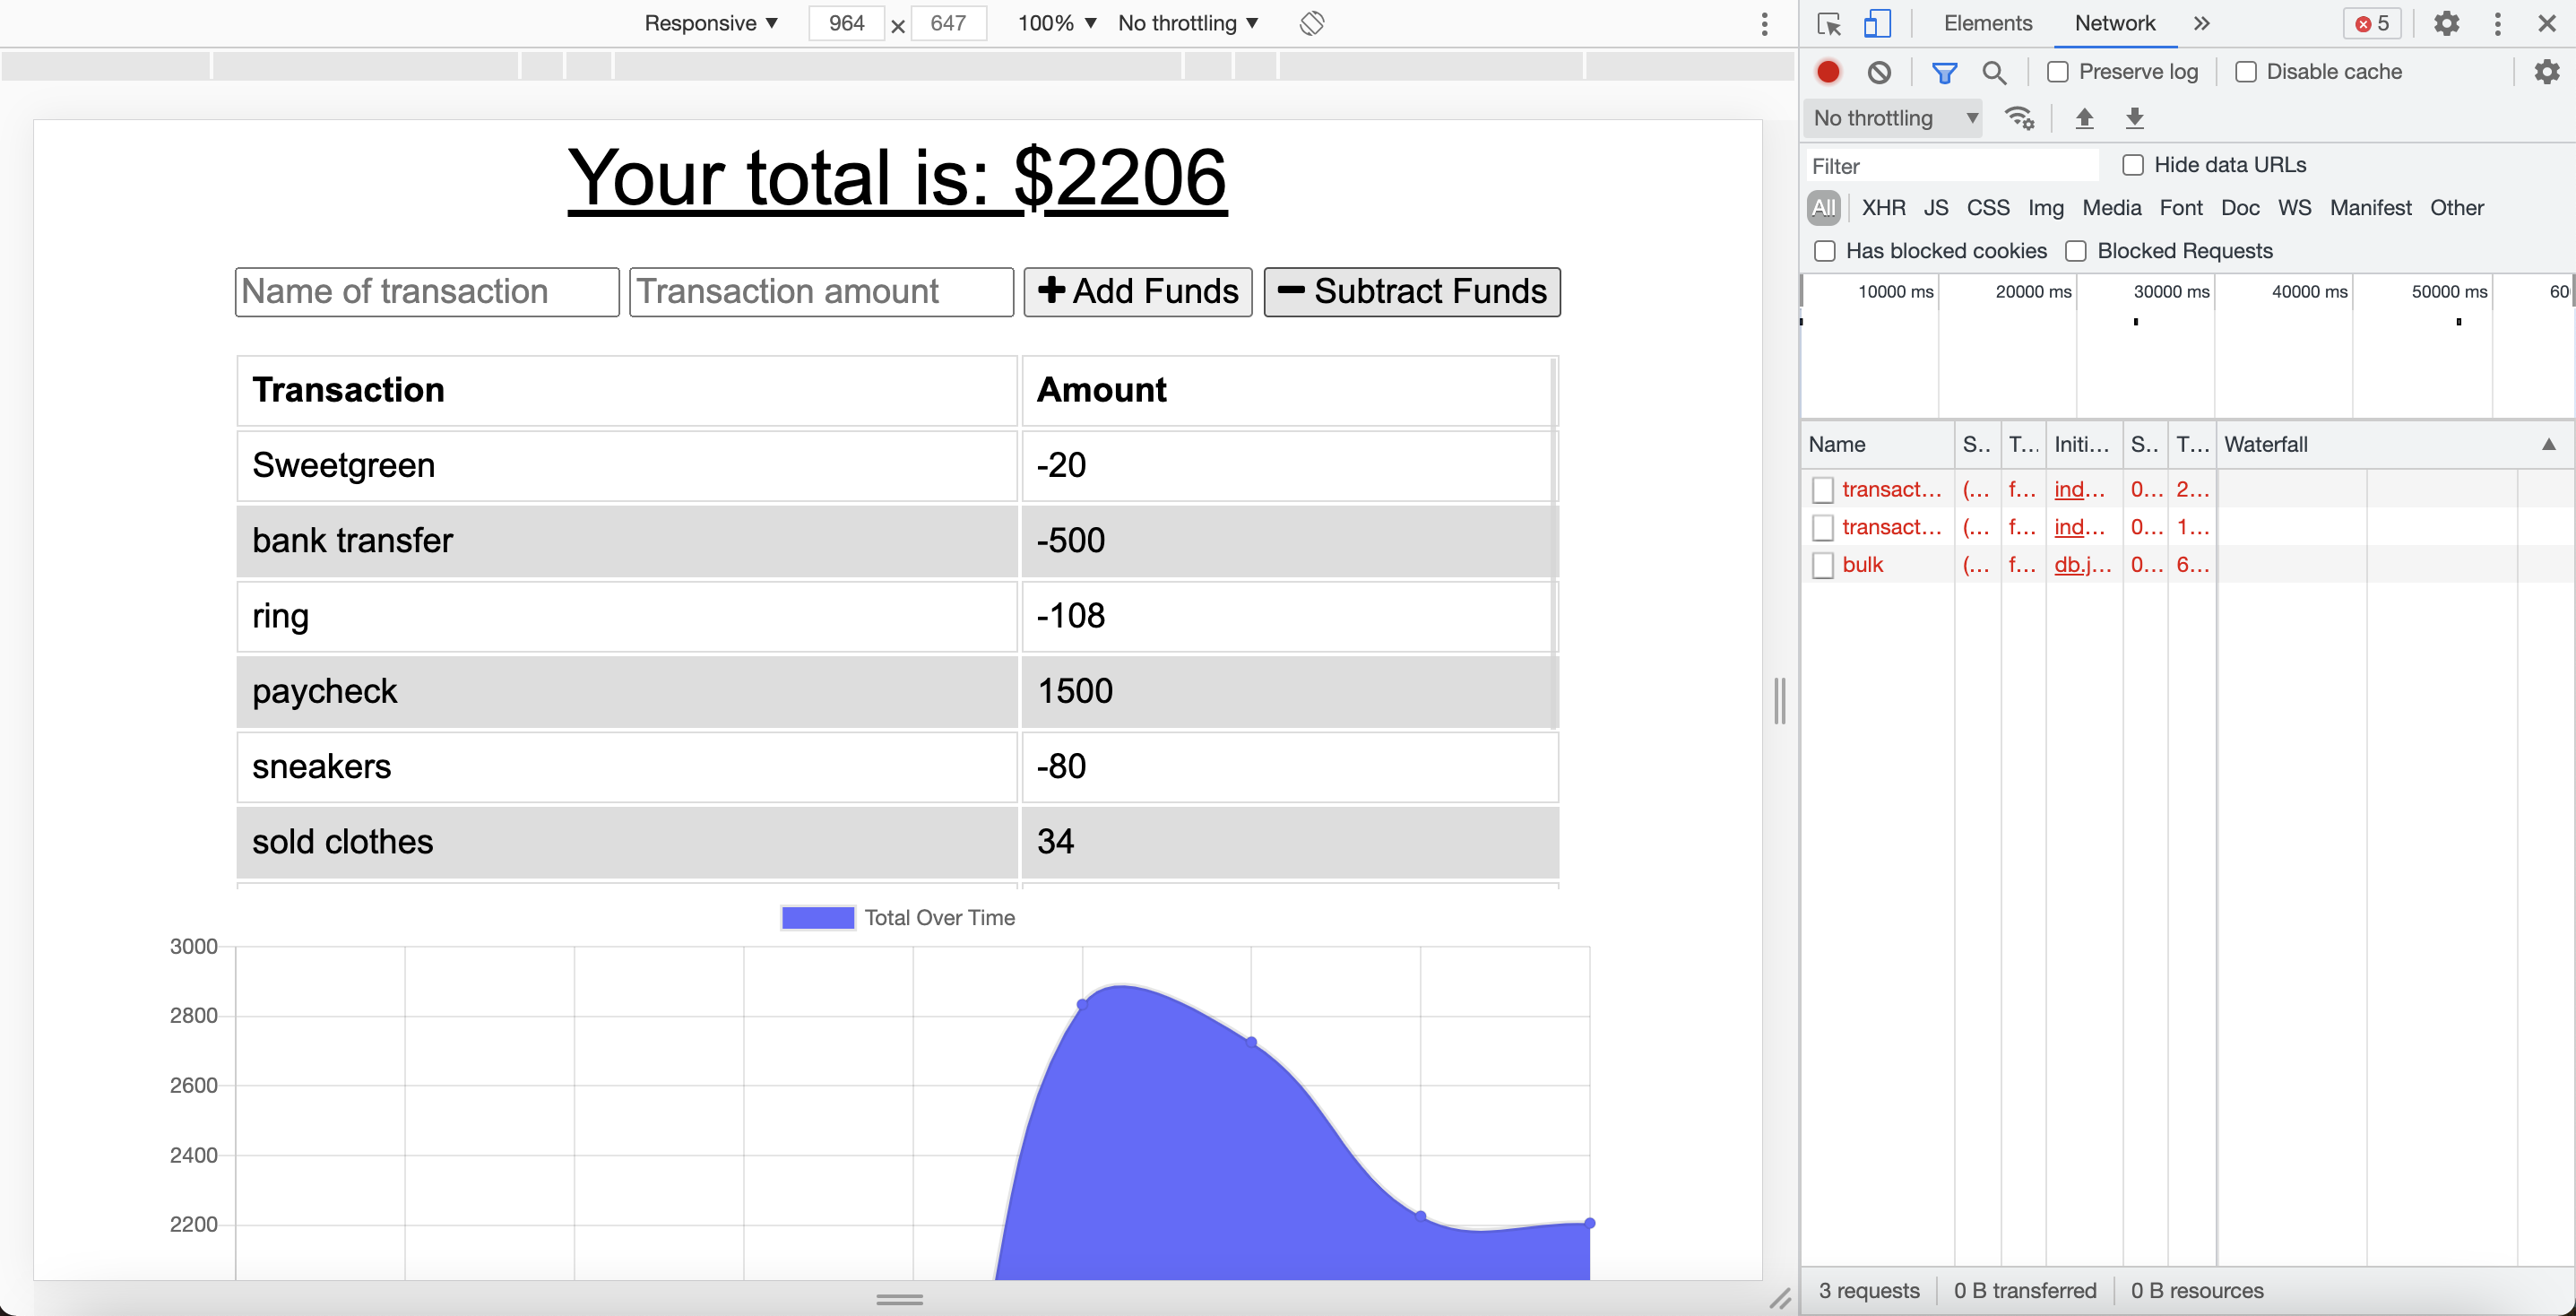 Responsive ▼ 964 × 647 100% ▼ No throttling ▼
Your total is: $2206
Name of transaction Transaction amount + Add Funds − Subtract Funds
Transaction Amount
Sweetgreen -20
bank transfer -500
ring -108
paycheck 1500
sneakers -80
sold clothes 34
Total Over Time
3000
2800
2600
2400
2200
Elements Network » 5
Preserve log Disable cache
No throttling ▼
Filter Hide data URLs
All XHR JS CSS Img Media Font Doc WS Manifest Other
Has blocked cookies Blocked Requests
10000 ms 20000 ms 30000 ms 40000 ms 50000 ms 60
Name S.. T... Initi... S.. T... Waterfall ▲
transact... (... f... ind... 0... 2...
transact... (... f... ind... 0... 1...
bulk (... f... db.j... 0... 6...
3 requests 0 B transferred 0 B resources